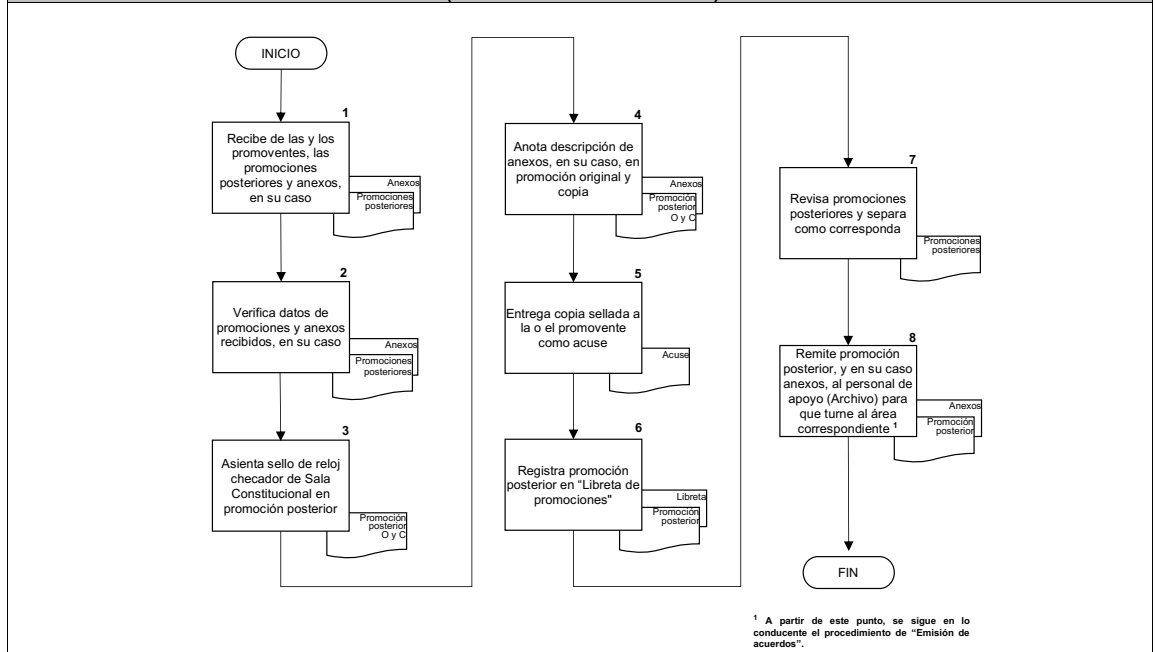 INICIO
1
Recibe de las y los
promoventes, las
promociones
posteriores y anexos,
en su caso
Anexos
Promociones
posteriores
2
Verifica datos de
promociones y anexos
recibidos, en su caso
Anexos
Promociones
posteriores
3
Asienta sello de reloj
checador de Sala
Constitucional en
promoción posterior
Promoción
posterior
O y C
4
Anota descripción de
anexos, en su caso, en
promoción original y
copia
Anexos
Promoción
posterior
O y C
5
Entrega copia sellada a
la o el promovente
como acuse
Acuse
6
Registra promoción
posterior en “Libreta de
promociones"
Libreta
Promoción
posterior
7
Revisa promociones
posteriores y separa
como corresponda
Promociones
posteriores
8
Remite promoción
posterior, y en su caso
anexos, al personal de
apoyo (Archivo) para
que turne al área
correspondiente ¹
Anexos
Promoción
posterior
FIN
¹ A partir de este punto, se sigue en lo
conducente el procedimiento de “Emisión de
acuerdos”.